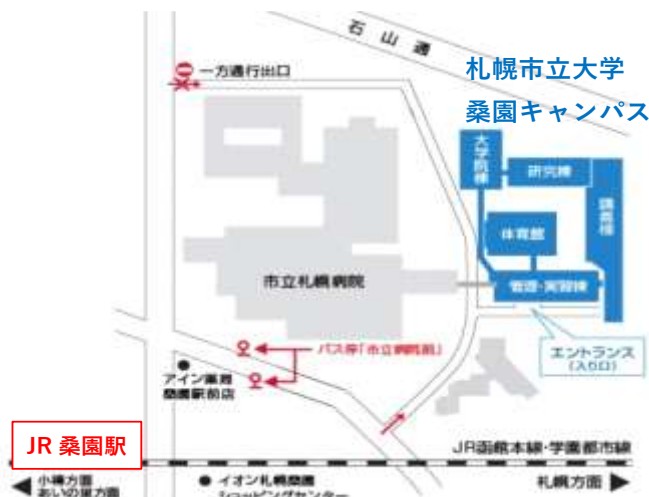 石山通
札幌市立大学
桑園キャンパス
一方通行出口
大学院棟
研究棟
講義棟
体育館
市立札幌病院
管理・実習棟
バス停「市立病院前」
エントランス
(入り口)
アイン薬局
桑園駅前店
JR 桑園駅
JR函館本線・学園都市線
小樽方面
あいの里方面
イオン札幌桑園
ショッピングセンター
札幌方面